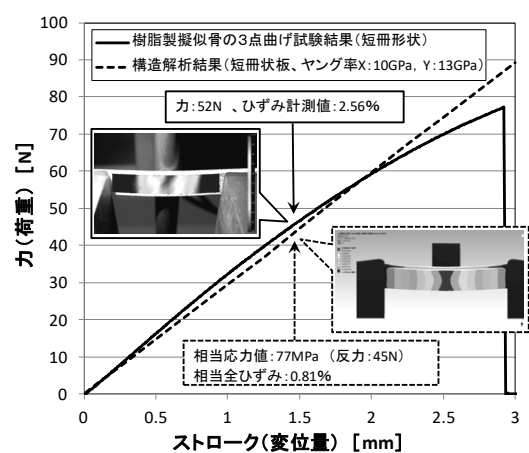 100
90
80
70
60
50
40
30
20
10
0
力(荷重) [N]
樹脂製擬似骨の3点曲げ試験結果(短冊形状)
構造解析結果(短冊状板、ヤング率X:10GPa, Y:13GPa)
力:52N 、ひずみ計測値:2.56%
相当応力値:77MPa (反力:45N)
相当全ひずみ:0.81%
0 0.5 1 1.5 2 2.5 3
ストローク(変位量) [mm]